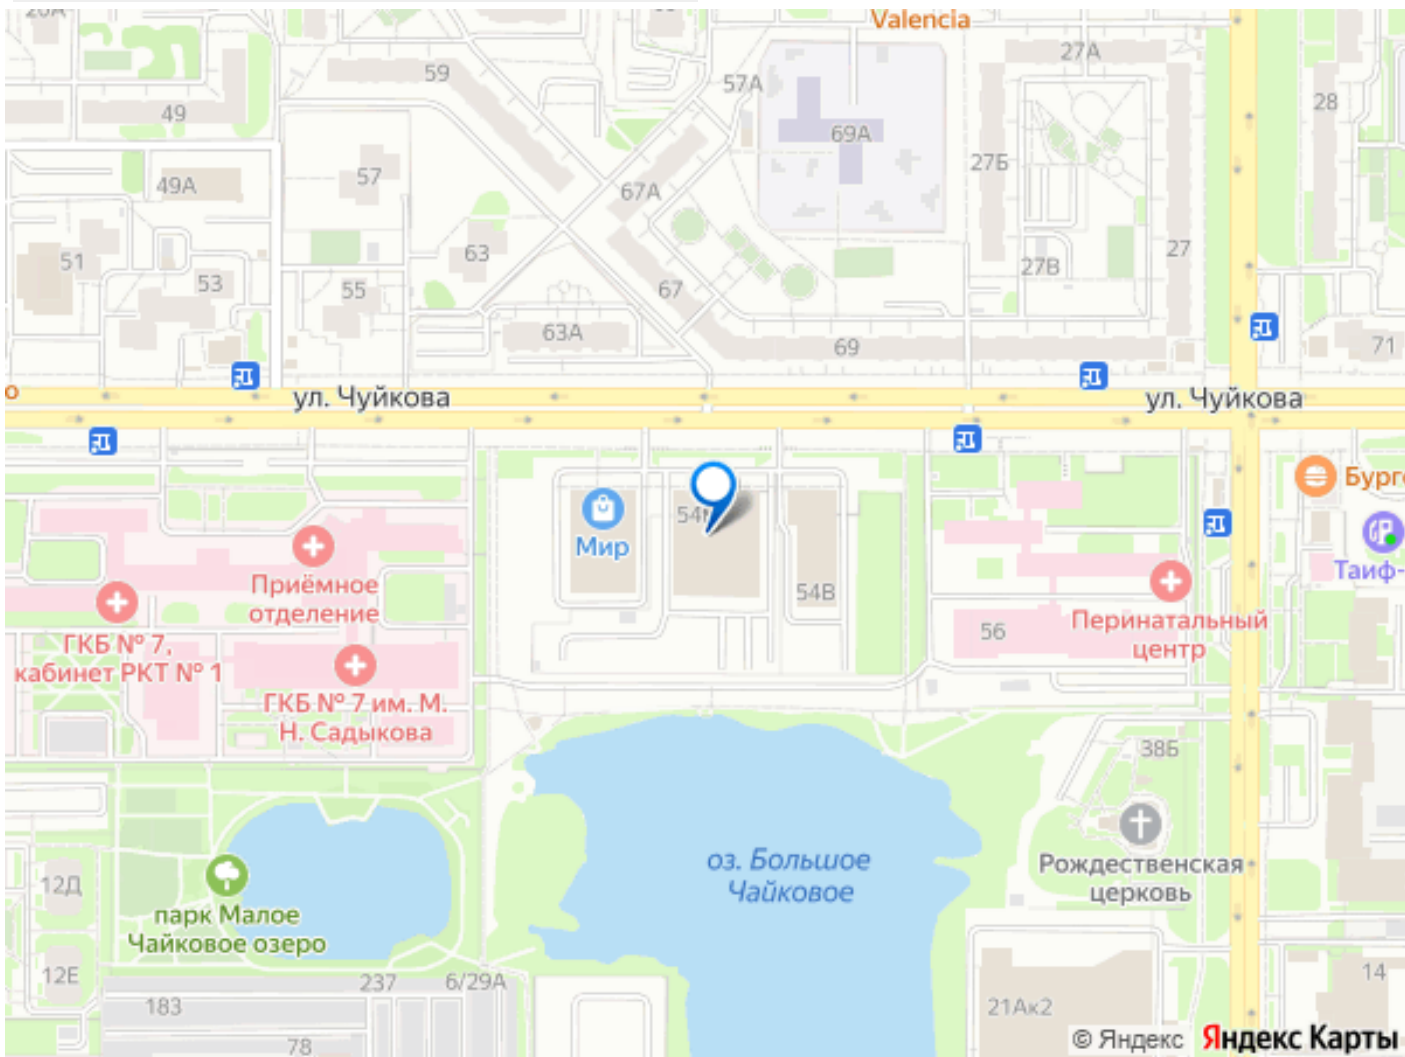 Valencia
27А
59
57А
28
49
69А
27Б
57
49А
67А
63
27
51
27В
53
55
67
63А
69
71
ул. Чуйкова
ул. Чуйкова
Бург
Мир
Таиф-
Приёмное
отделение
54В
Перинатальный
центр
56
ГКБ № 7,
кабинет РКТ № 1
ГКБ № 7 им. М.
Н. Садыкова
38Б
оз. Большое
Чайковое
Рождественская
церковь
12Д
парк Малое
Чайковое озеро
12Е
237
6/29А
14
183
21Ак2
78
© Яндекс
Яндекс Карты